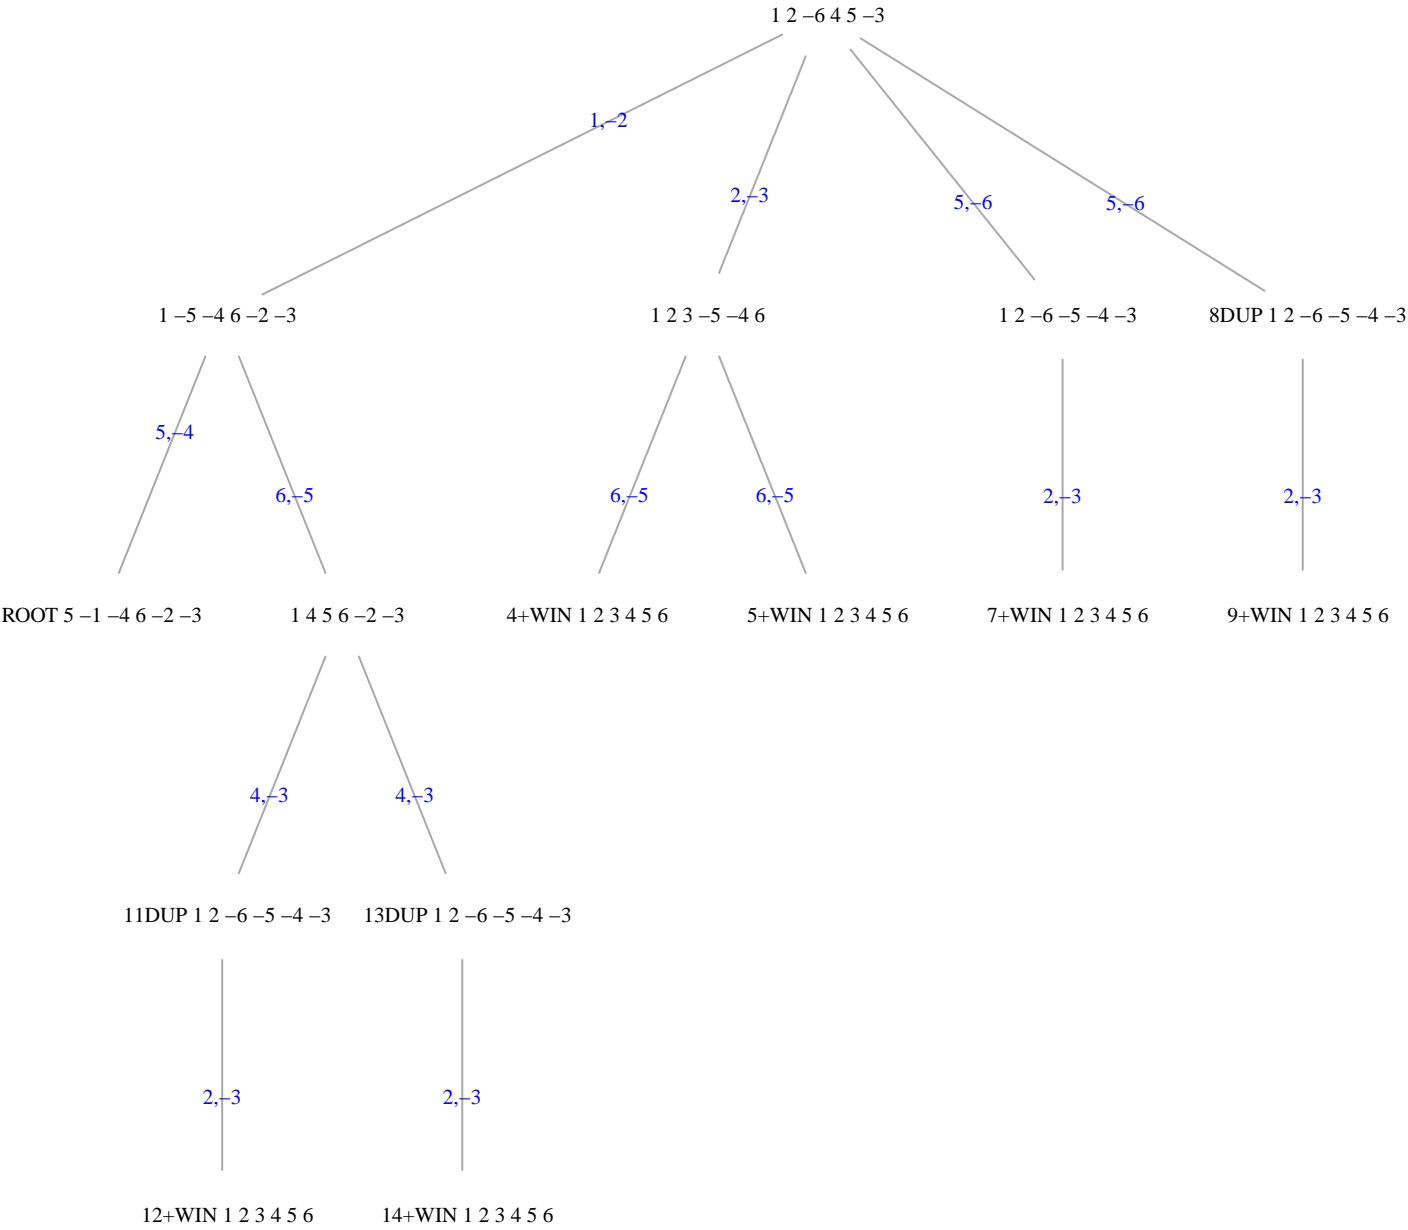 1 2 –6 4 5 –3
1,–2
2,–3
5,–6
5,–6
1 –5 –4 6 –2 –3
1 2 3 –5 –4 6
1 2 –6 –5 –4 –3
8DUP 1 2 –6 –5 –4 –3
5,–4
6,–5
6,–5
6,–5
2,–3
2,–3
ROOT 5 –1 –4 6 –2 –3
1 4 5 6 –2 –3
4+WIN 1 2 3 4 5 6
5+WIN 1 2 3 4 5 6
7+WIN 1 2 3 4 5 6
9+WIN 1 2 3 4 5 6
4,–3
4,–3
11DUP 1 2 –6 –5 –4 –3
13DUP 1 2 –6 –5 –4 –3
2,–3
2,–3
12+WIN 1 2 3 4 5 6
14+WIN 1 2 3 4 5 6